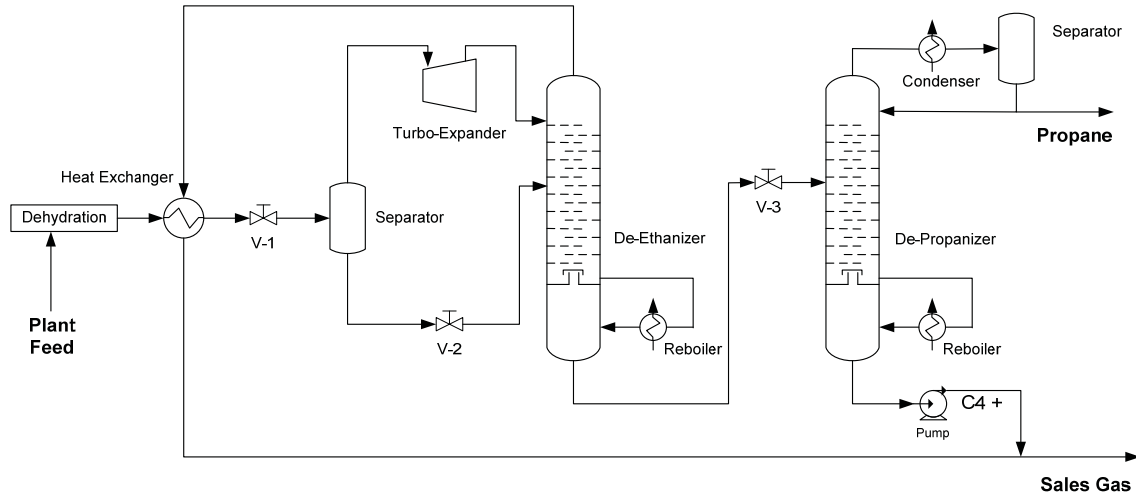 Separator
Condenser
Propane
Turbo-Expander
Heat Exchanger
Dehydration
Separator
V-1
V-3
De-Ethanizer
De-Propanizer
Plant
Feed
V-2
Reboiler
Reboiler
C4 +
Pump
Sales Gas